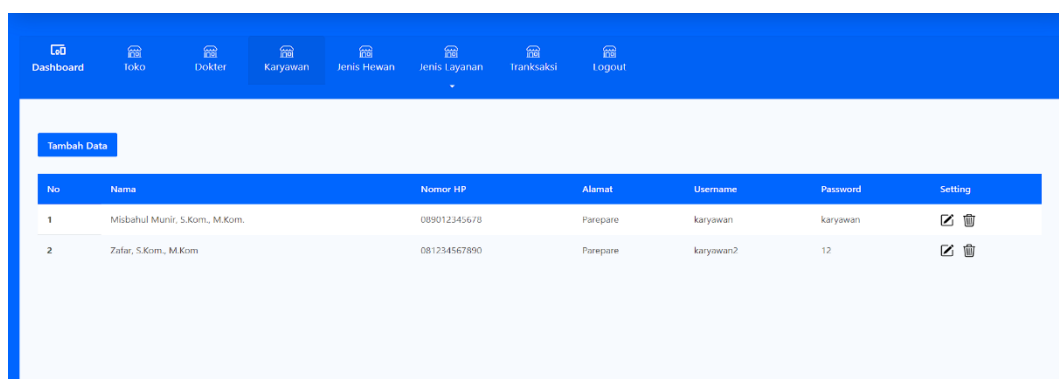 Dashboard Toko Dokter Karyawan Jenis Hewan Jenis Layanan Tranksaksi Logout
Tambah Data
No Nama Nomor HP Alamat Username Password Setting
1 Misbahul Munir, S.Kom., M.Kom. 089012345678 Parepare karyawan karyawan
2 Zafar, S.Kom., M.Kom 081234567890 Parepare karyawan2 12